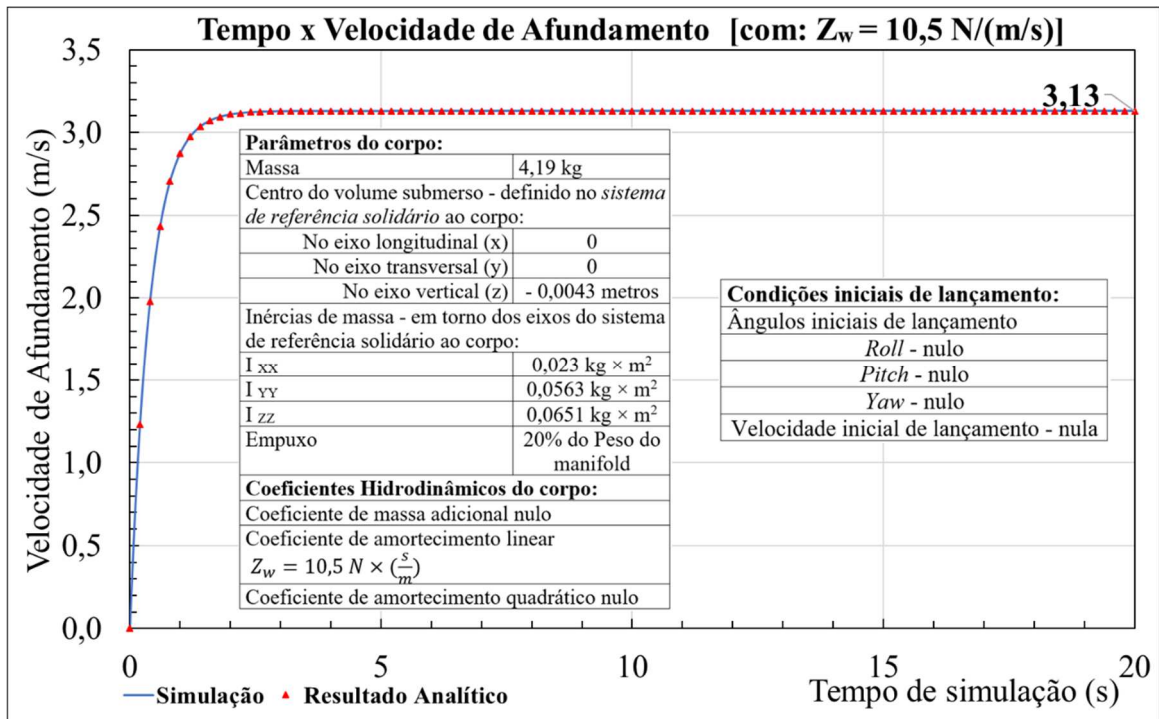 Tempo x Velocidade de Afundamento [com: Zw = 10,5 N/(m/s)]
Velocidade de Afundamento (m/s)
3,5
3,0
2,5
2,0
1,5
1,0
0,5
0,0
3,13
Parâmetros do corpo:
Massa 4,19 kg
Centro do volume submerso - definido no sistema
de referência solidário ao corpo:
No eixo longitudinal (x) 0
No eixo transversal (y) 0
No eixo vertical (z) - 0,0043 metros
Inércias de massa - em torno dos eixos do sistema
de referência solidário ao corpo:
I XX 0,023 kg × m²
I YY 0,0563 kg × m²
I ZZ 0,0651 kg × m²
Empuxo 20% do Peso do
manifold
Coeficientes Hidrodinâmicos do corpo:
Coeficiente de massa adicional nulo
Coeficiente de amortecimento linear
Zw = 10,5 N × (s/m)
Coeficiente de amortecimento quadrático nulo
Condições iniciais de lançamento:
Ângulos iniciais de lançamento
Roll - nulo
Pitch - nulo
Yaw - nulo
Velocidade inicial de lançamento - nula
0 5 10 15 20
Simulação Resultado Analítico Tempo de simulação (s)